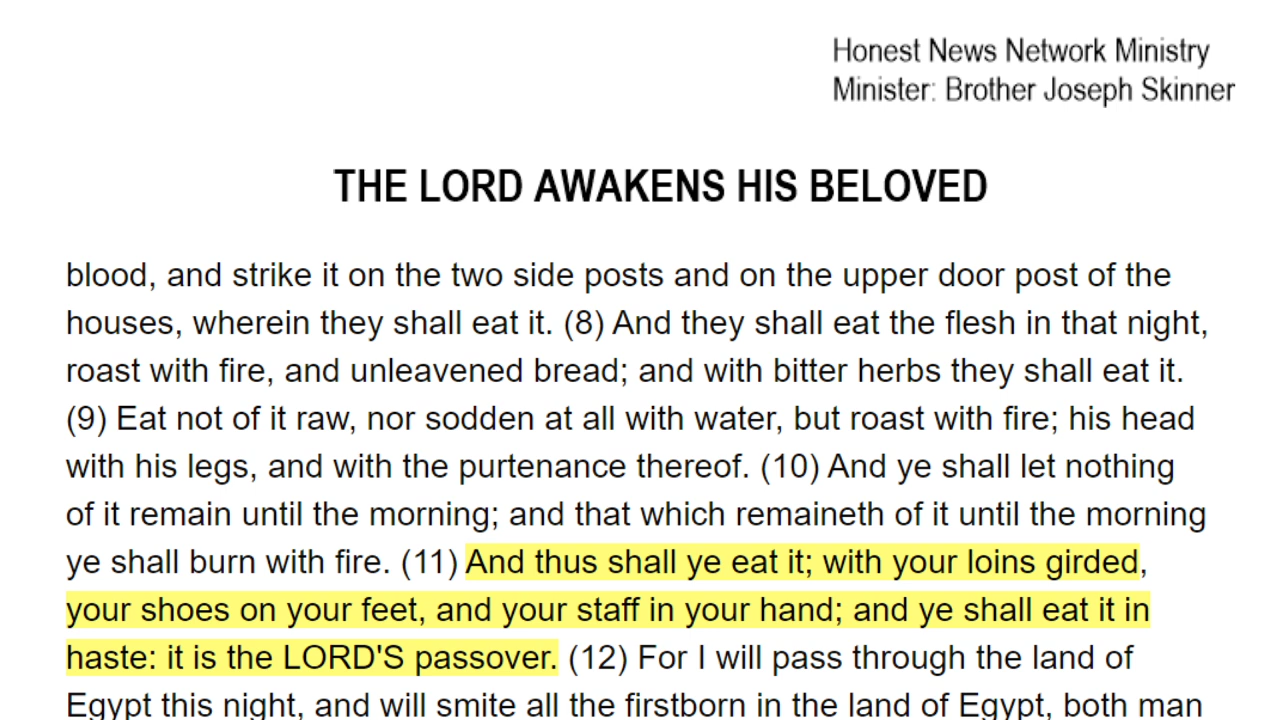 Honest News Network Ministry
Minister: Brother Joseph Skinner
THE LORD AWAKENS HIS BELOVED
blood, and strike it on the two side posts and on the upper door post of the
houses, wherein they shall eat it. (8) And they shall eat the flesh in that night,
roast with fire, and unleavened bread; and with bitter herbs they shall eat it.
(9) Eat not of it raw, nor sodden at all with water, but roast with fire; his head
with his legs, and with the purtenance thereof. (10) And ye shall let nothing
of it remain until the morning; and that which remaineth of it until the morning
ye shall burn with fire. (11) And thus shall ye eat it; with your loins girded,
your shoes on your feet, and your staff in your hand; and ye shall eat it in
haste: it is the LORD'S passover. (12) For I will pass through the land of
Egypt this night, and will smite all the firstborn in the land of Egypt, both man